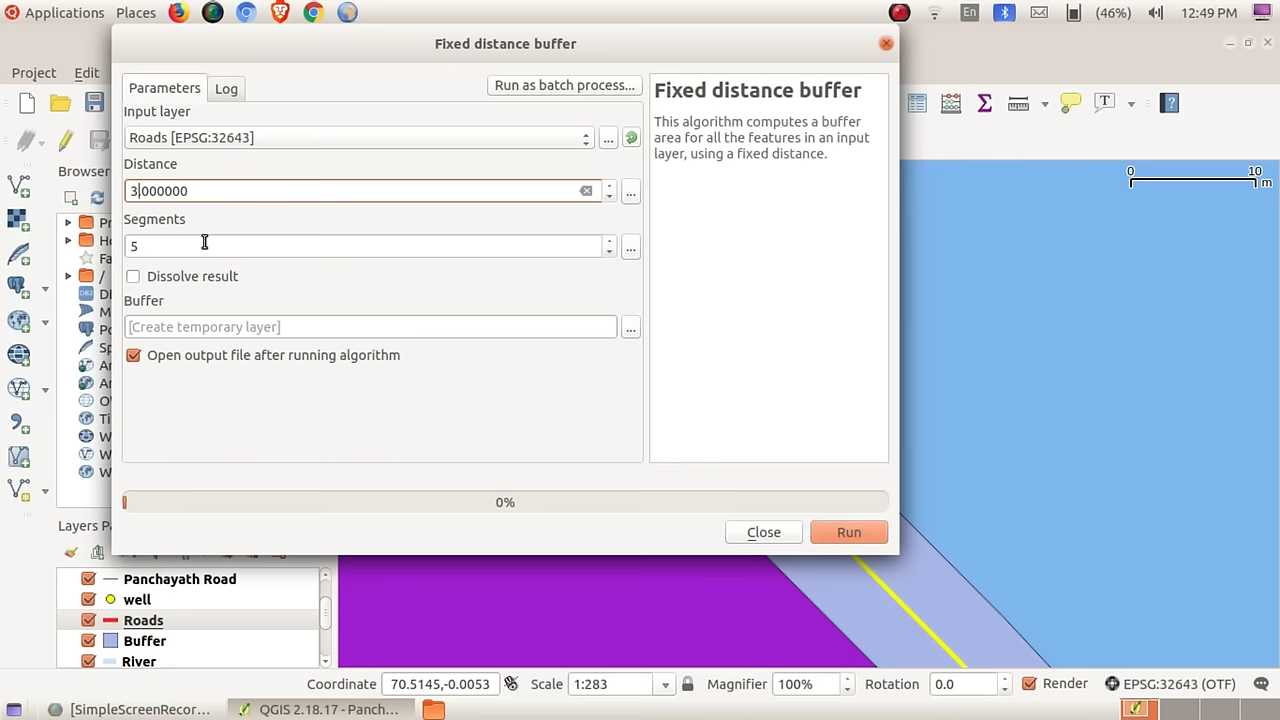 Applications Places En (46%) 12:49 PM
Fixed distance buffer
Project Edit
Parameters Log Run as batch process...
Input layer
Roads [EPSG:32643] ...
Distance
3.000000 ...
Segments
5 ...
Dissolve result
Buffer
[Create temporary layer] ...
Open output file after running algorithm
Fixed distance buffer
This algorithm computes a buffer
area for all the features in an input
layer, using a fixed distance.
0%
Close Run
0 10 m
Browser
/
Layers
Panchayath Road
well
Roads
Buffer
River
Coordinate 70.5145,-0.0053 Scale 1:283 Magnifier 100% Rotation 0.0 Render EPSG:32643 (OTF)
[SimpleScreenRecor... QGIS 2.18.17 - Panch...